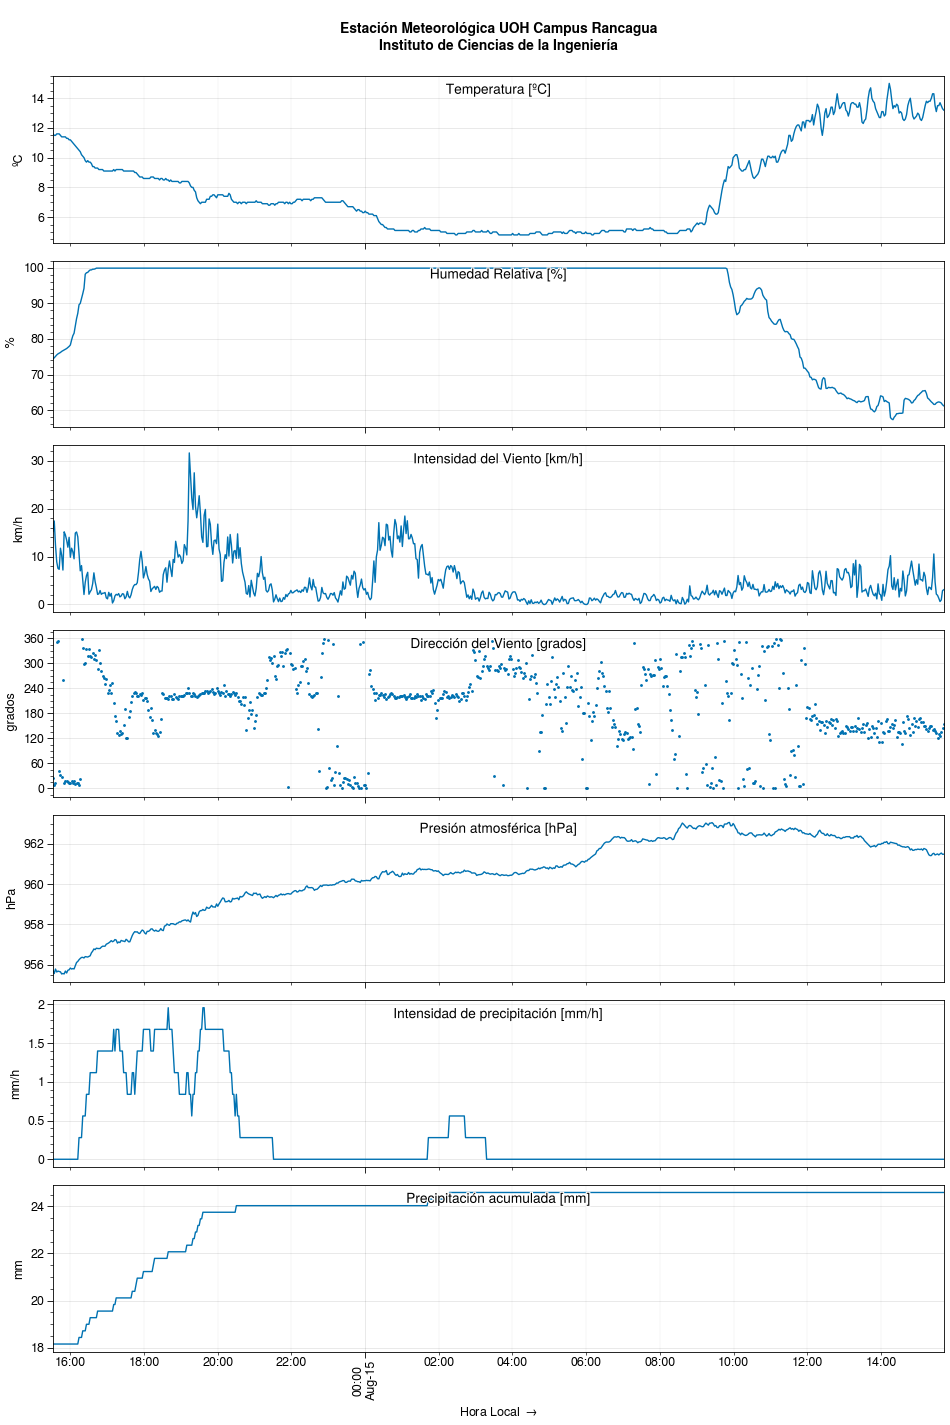 Estación Meteorológica UOH Campus Rancagua
Instituto de Ciencias de la Ingeniería
Temperatura [ºC]
14
12
10
8
6
ºC
Humedad Relativa [%]
100
90
80
70
60
%
Intensidad del Viento [km/h]
30
20
10
0
km/h
Dirección del Viento [grados]
360
300
240
180
120
60
0
grados
Presión atmosférica [hPa]
962
960
958
956
hPa
Intensidad de precipitación [mm/h]
2
1.5
1
0.5
0
mm/h
Precipitación acumulada [mm]
24
22
20
18
mm
16:00 18:00 20:00 22:00 00:00 02:00 04:00 06:00 08:00 10:00 12:00 14:00
Aug-15
Hora Local →